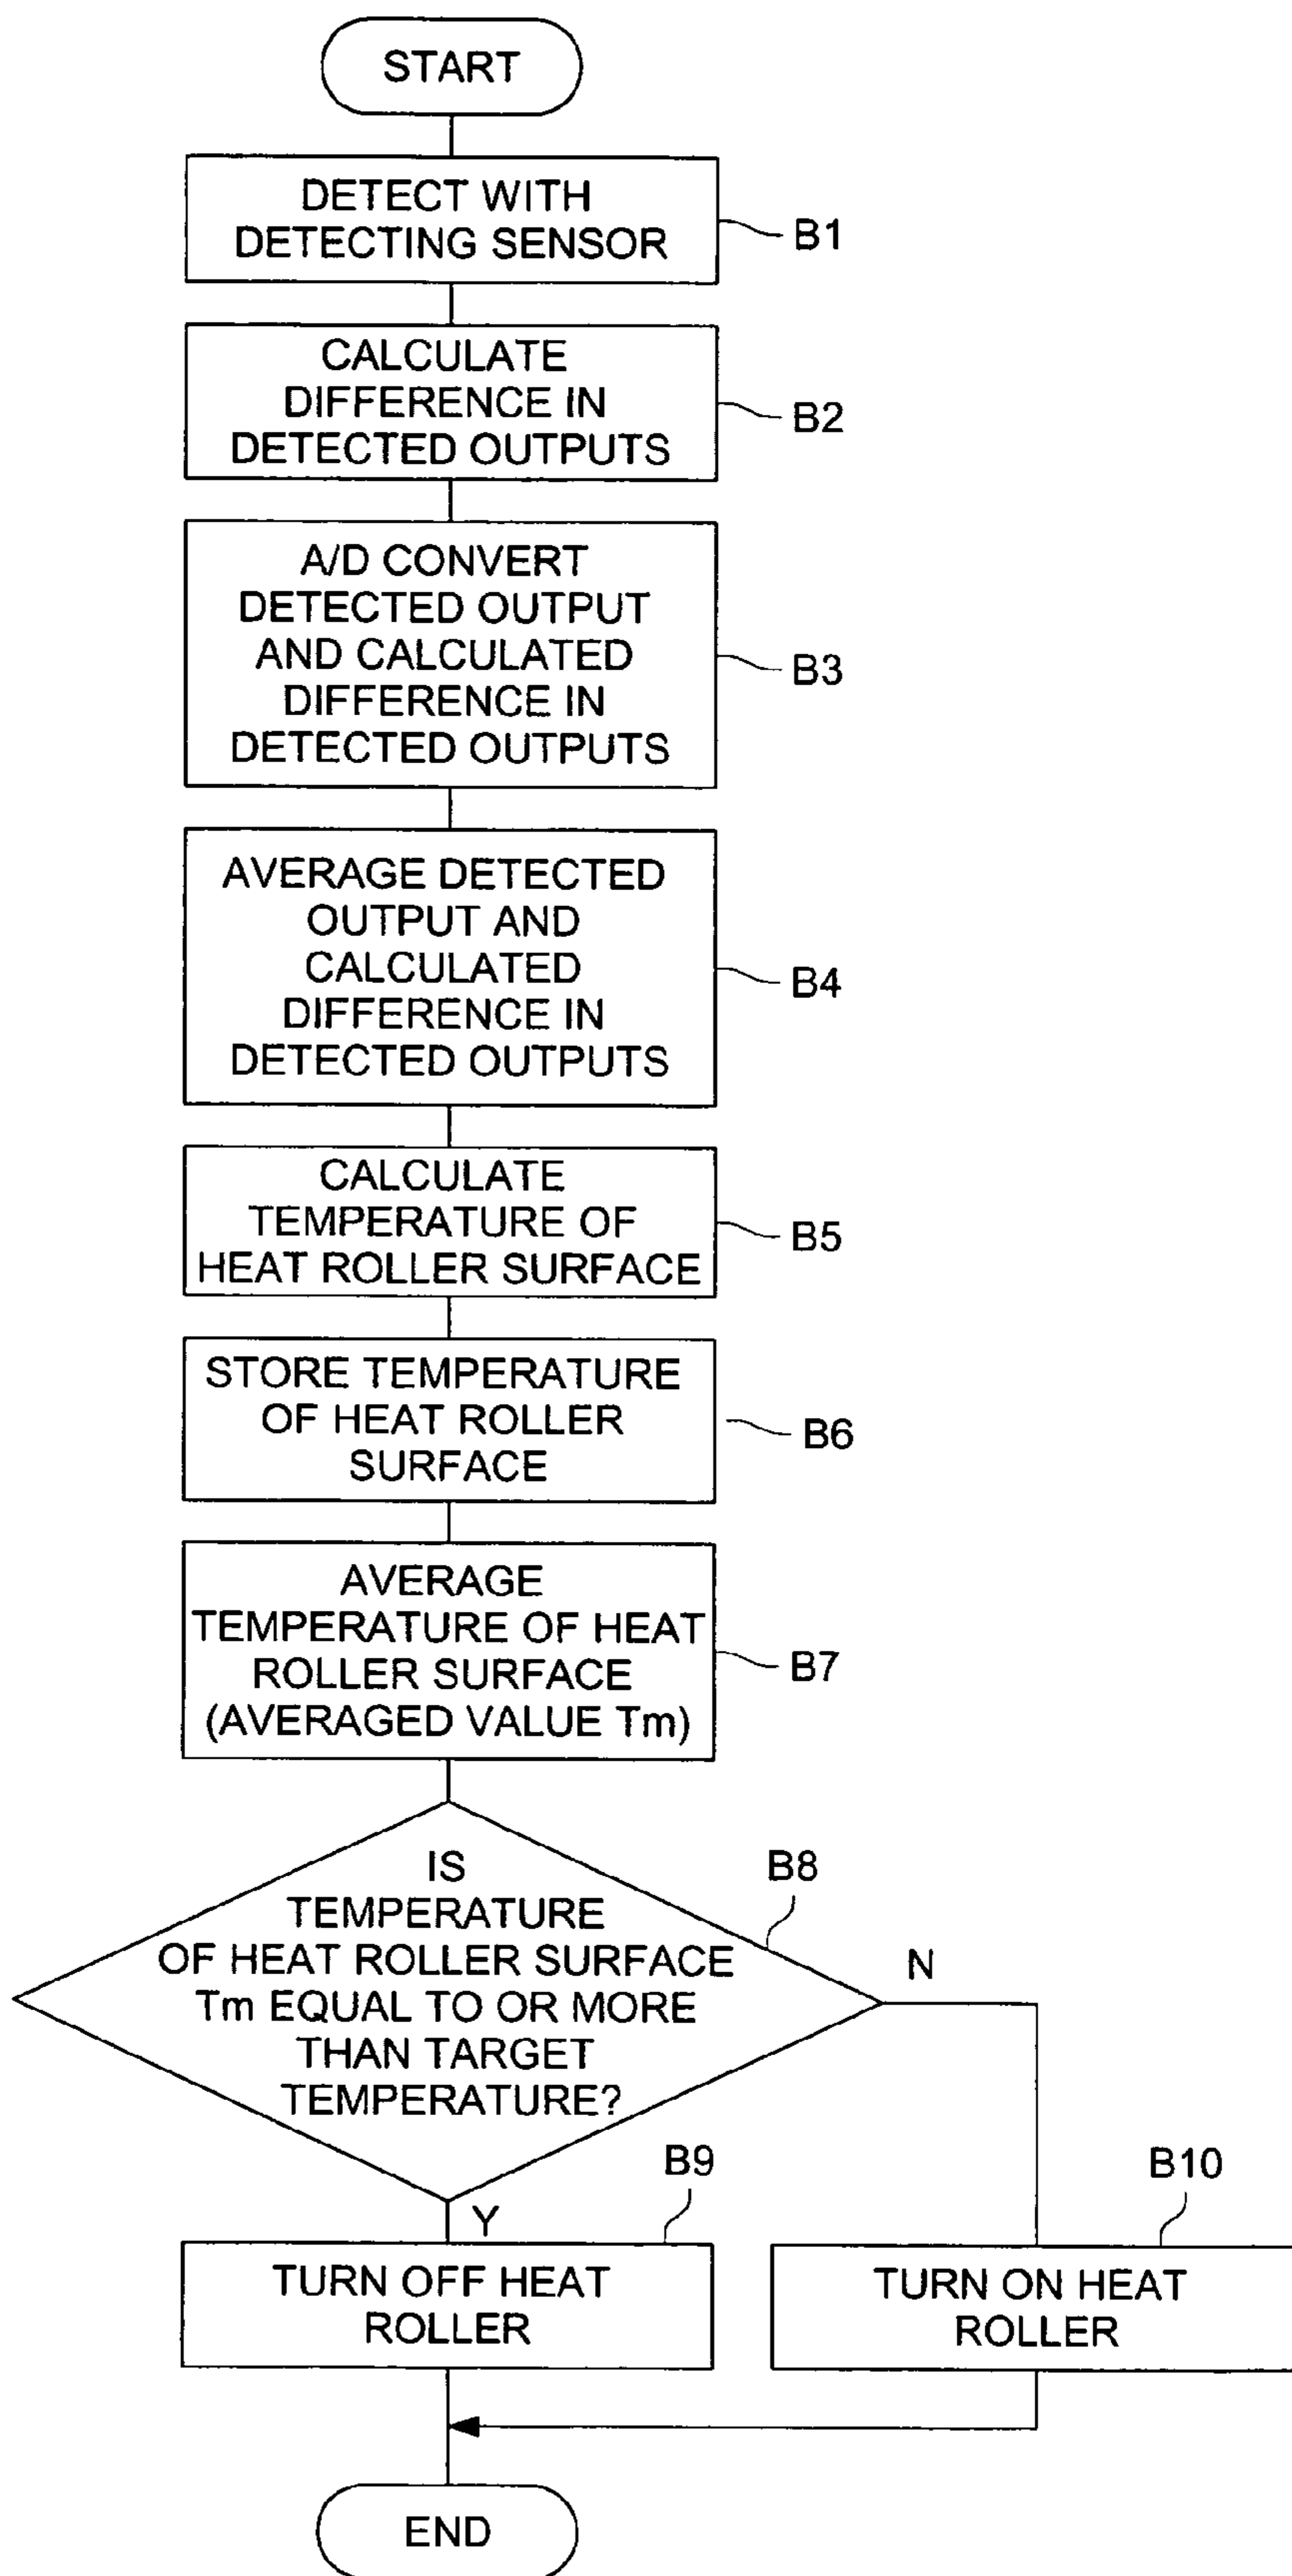 START
DETECT WITH
DETECTING SENSOR
B1
CALCULATE
DIFFERENCE IN
DETECTED OUTPUTS
B2
A/D CONVERT
DETECTED OUTPUT
AND CALCULATED
DIFFERENCE IN
DETECTED OUTPUTS
B3
AVERAGE DETECTED
OUTPUT AND
CALCULATED
DIFFERENCE IN
DETECTED OUTPUTS
B4
CALCULATE
TEMPERATURE OF
HEAT ROLLER SURFACE
B5
STORE TEMPERATURE
OF HEAT ROLLER
SURFACE
B6
AVERAGE
TEMPERATURE OF HEAT
ROLLER SURFACE
(AVERAGED VALUE Tm)
B7
IS
TEMPERATURE
OF HEAT ROLLER SURFACE
Tm EQUAL TO OR MORE
THAN TARGET
TEMPERATURE?
B8
N
Y
B9
TURN OFF HEAT
ROLLER
B10
TURN ON HEAT
ROLLER
END